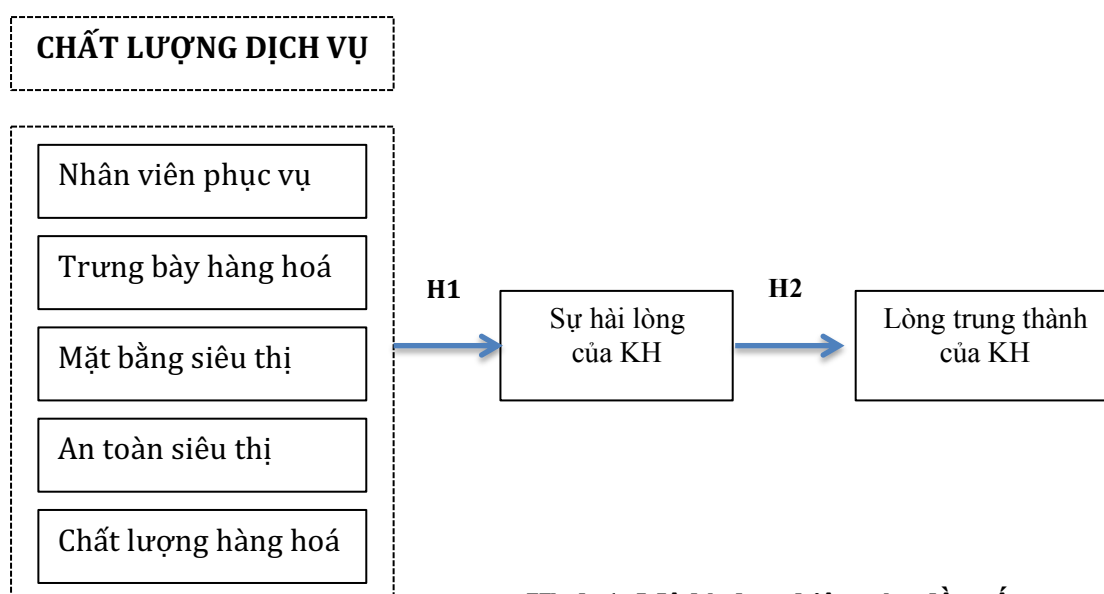 CHẤT LƯỢNG DỊCH VỤ
Nhân viên phục vụ
Trưng bày hàng hoá
Mặt bằng siêu thị
An toàn siêu thị
Chất lượng hàng hoá
H1
Sự hài lòng
của KH
H2
Lòng trung thành
của KH